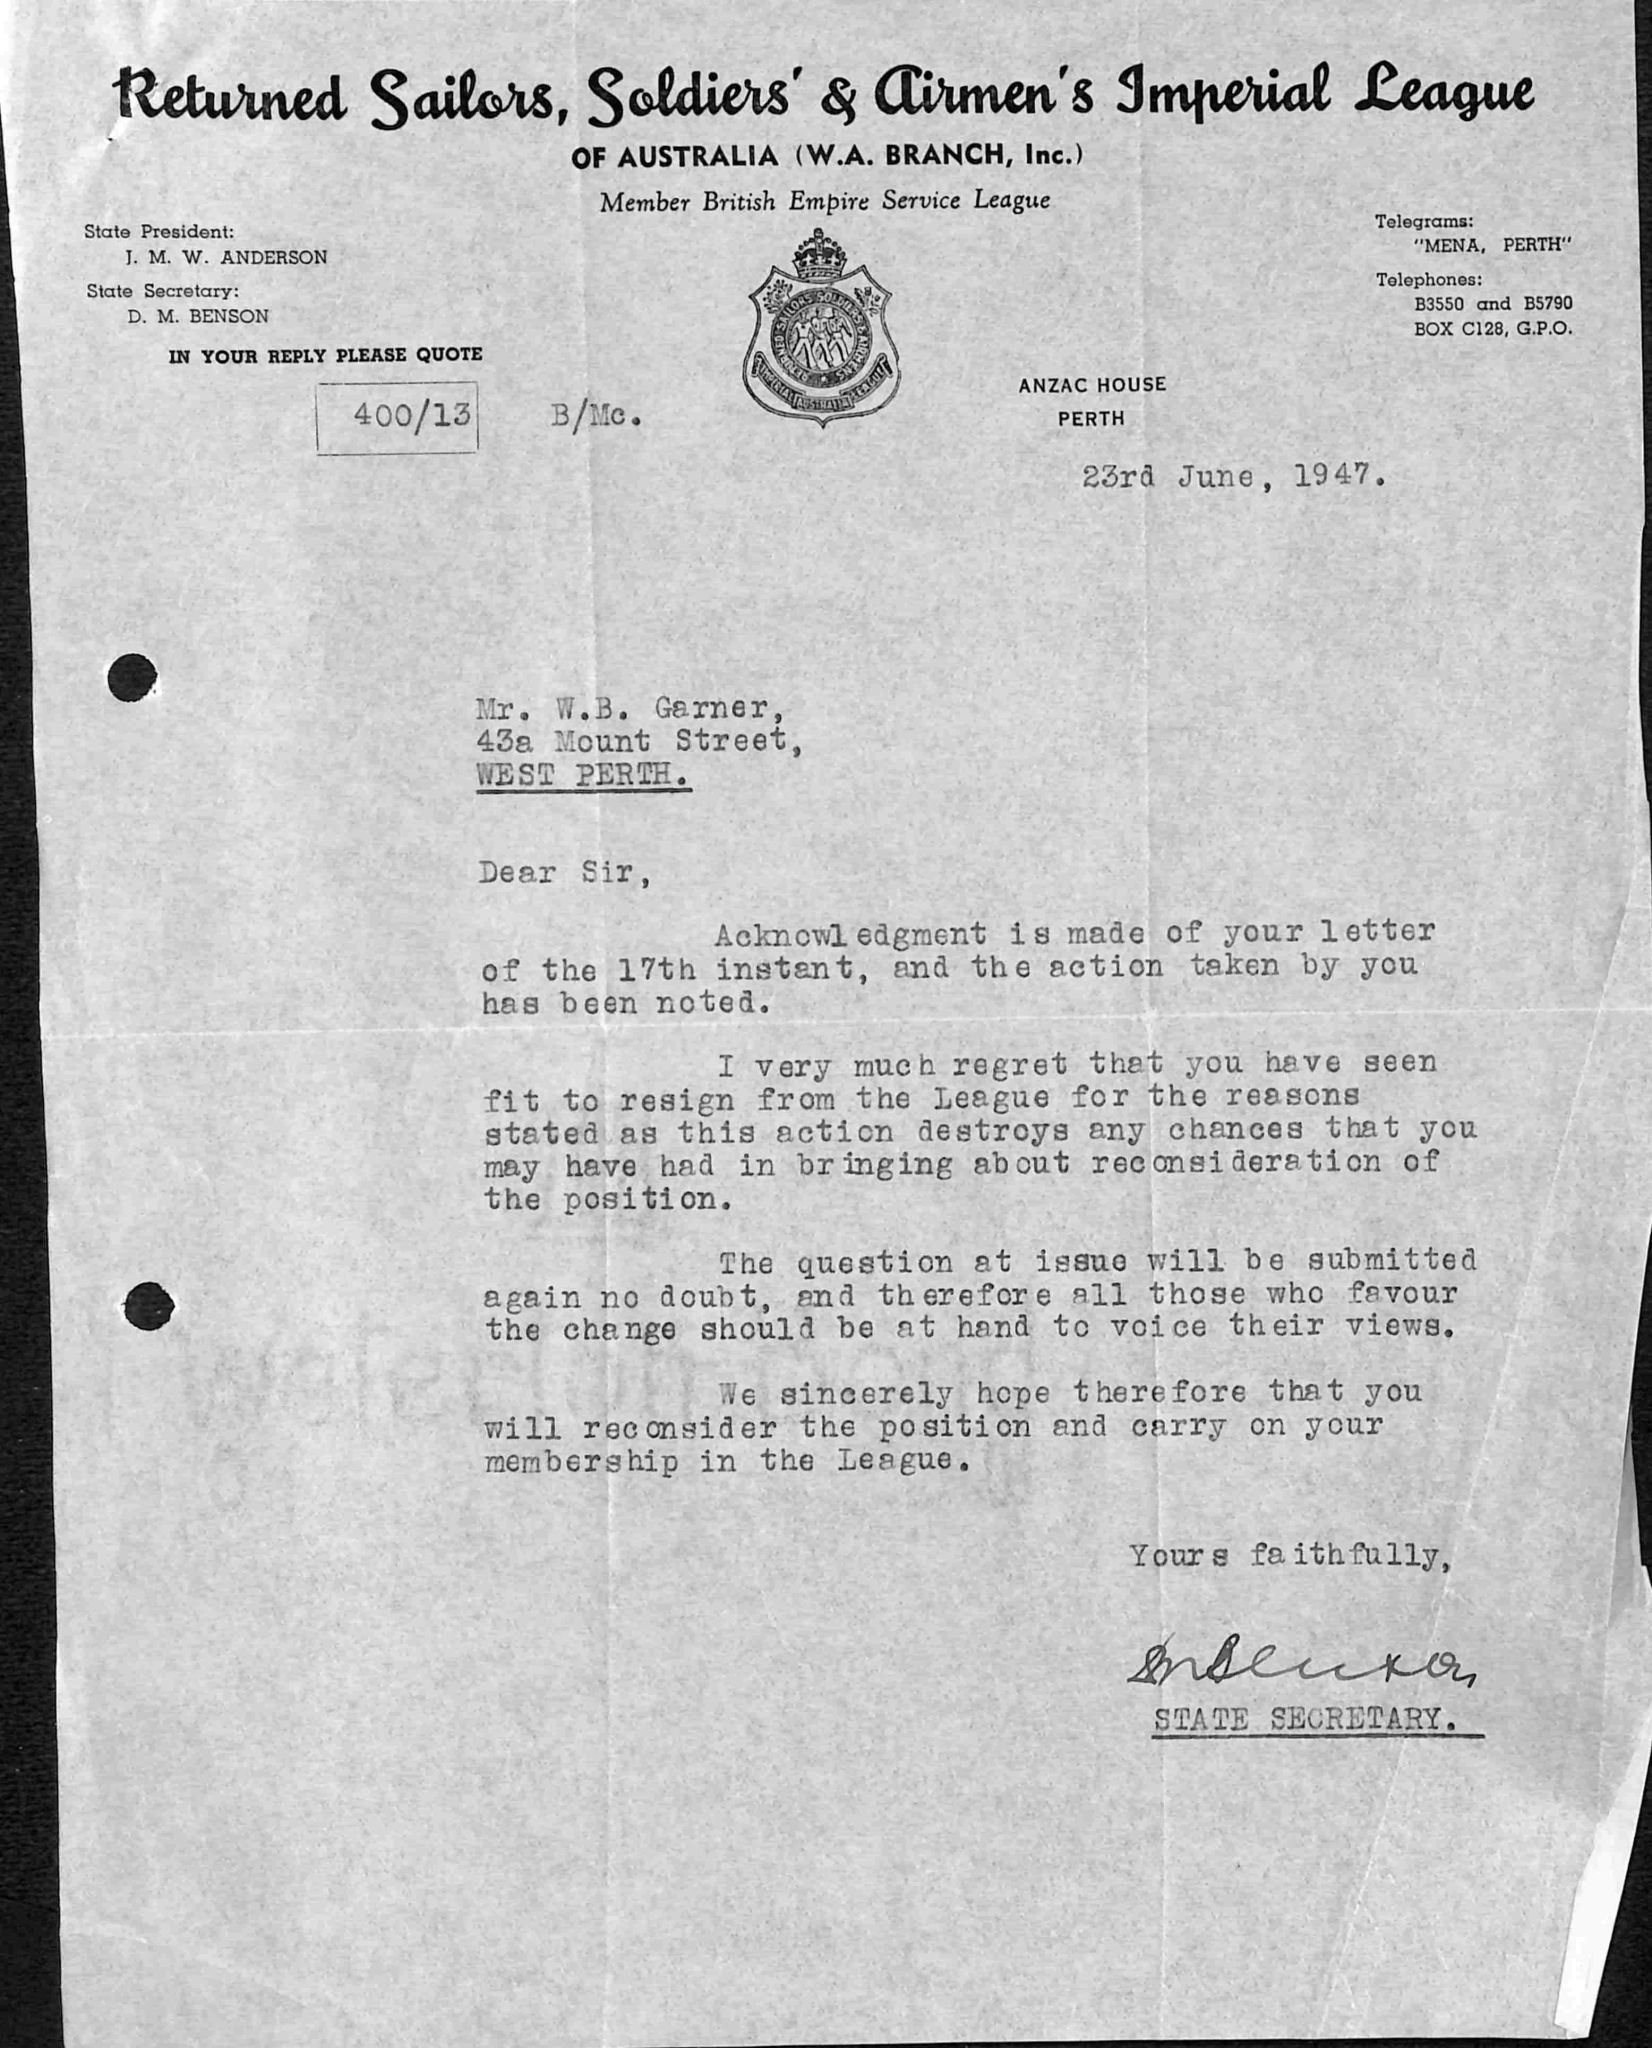 Returned Sailors, Soldiers' & Airmen's Imperial League
OF AUSTRALIA (W.A. BRANCH, Inc.)
Member British Empire Service League
State President:
J. M. W. ANDERSON
State Secretary:
D. M. BENSON
IN YOUR REPLY PLEASE QUOTE
400/13 B/Mc.
Telegrams:
"MENA, PERTH"
Telephones:
B3550 and B5790
BOX C128, G.P.O.
SAILORS SOLDIERS
IMPERIAL AUSTRALIA LEAGUE
ANZAC HOUSE
PERTH
23rd June, 1947.
Mr. W.B. Garner,
43a Mount Street,
WEST PERTH.
Dear Sir,
Acknowledgment is made of your letter
of the 17th instant, and the action taken by you
has been noted.
I very much regret that you have seen
fit to resign from the League for the reasons
stated as this action destroys any chances that you
may have had in bringing about reconsideration of
the position.
The question at issue will be submitted
again no doubt, and therefore all those who favour
the change should be at hand to voice their views.
We sincerely hope therefore that you
will reconsider the position and carry on your
membership in the League.
Yours faithfully,
DM Benson
STATE SECRETARY.